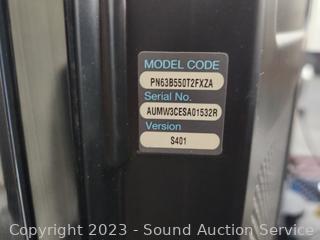 MODEL CODE
PN63B550T2FXZA
Serial No.
AUMW3CESA01532R
Version
S401
Copyright 2023 - Sound Auction Service